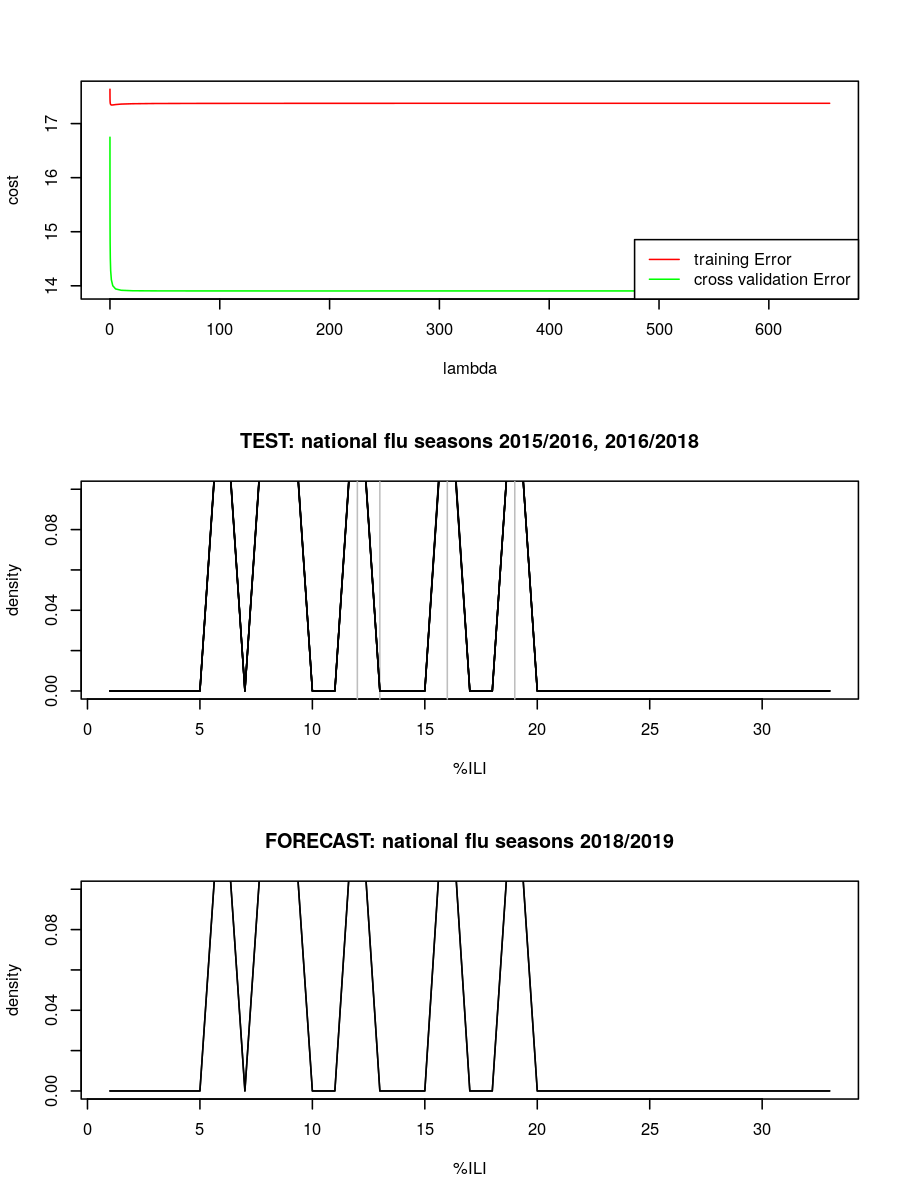 17
16
15
14
cost
training Error
cross validation Error
0 100 200 300 400 500 600
lambda
TEST: national flu seasons 2015/2016, 2016/2018
0.08
0.04
0.00
density
0 5 10 15 20 25 30
%ILI
FORECAST: national flu seasons 2018/2019
0.08
0.04
0.00
density
0 5 10 15 20 25 30
%ILI